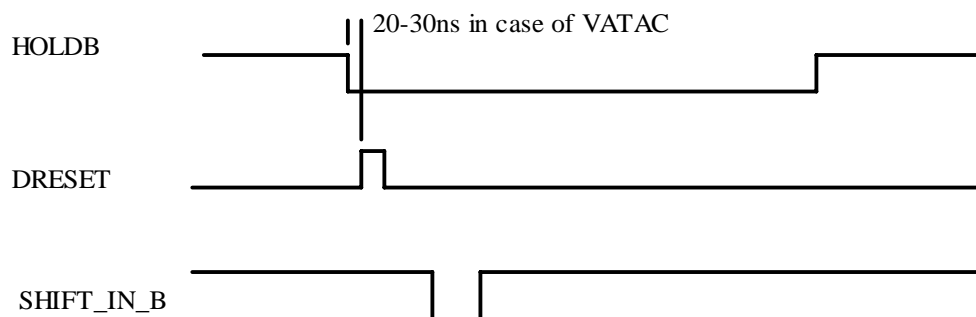 20-30ns in case of VATAC
HOLDB
DRESET
SHIFT_IN_B